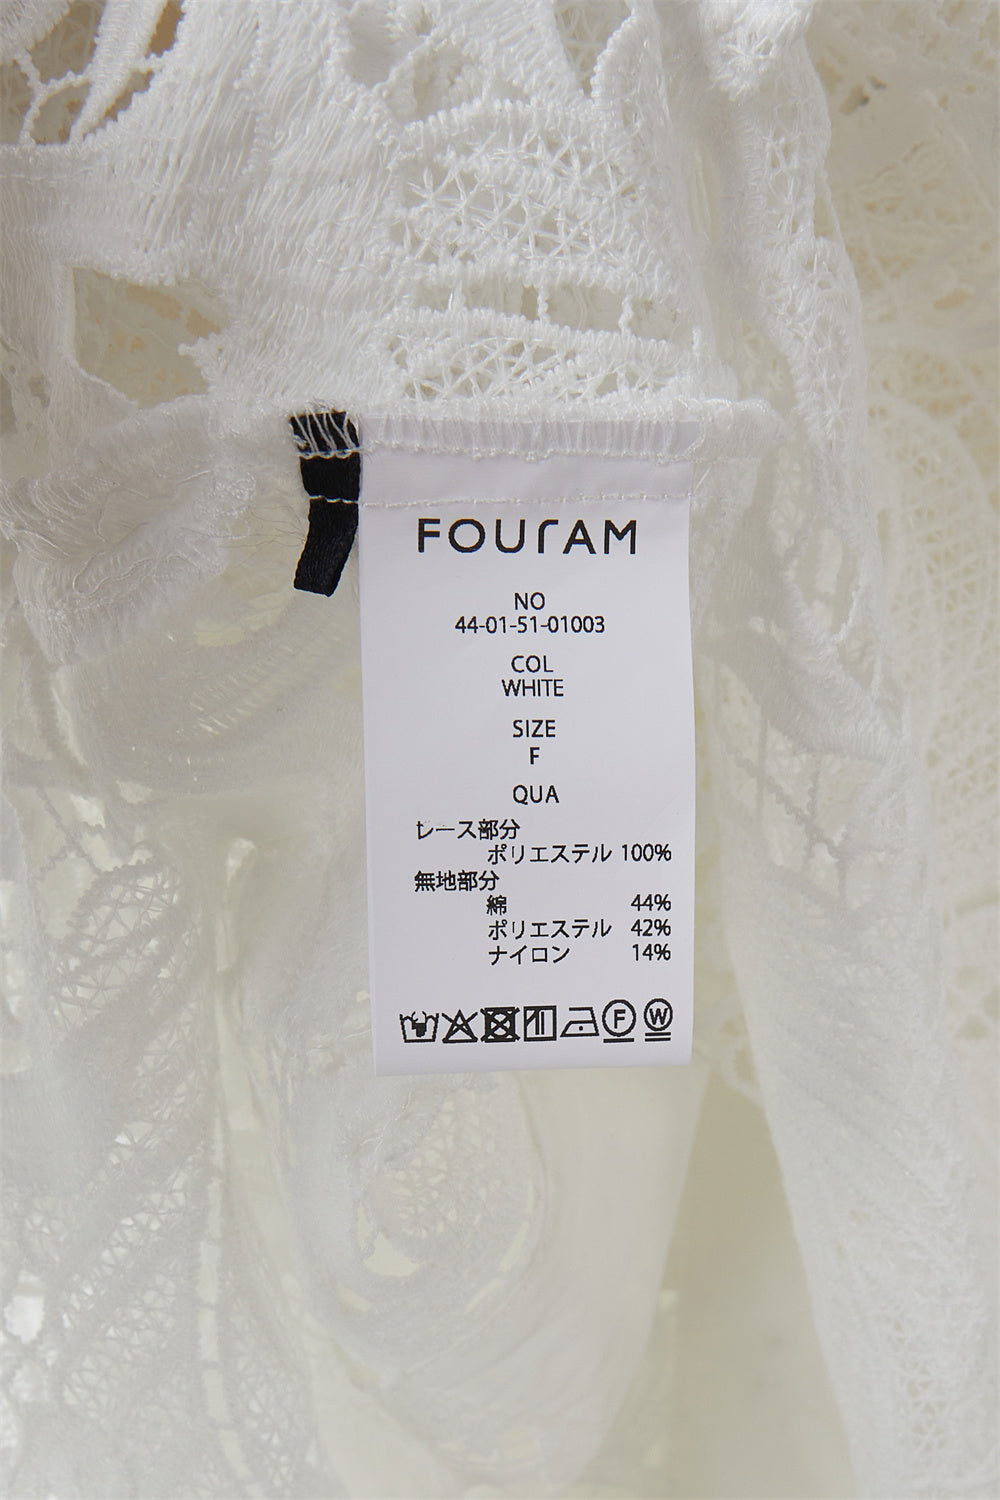 FOURAM
NO
44-01-51-01003
COL
WHITE
SIZE
F
QUA
レース部分
ポリエステル 100%
無地部分
綿 44%
ポリエステル 42%
ナイロン 14%
F W